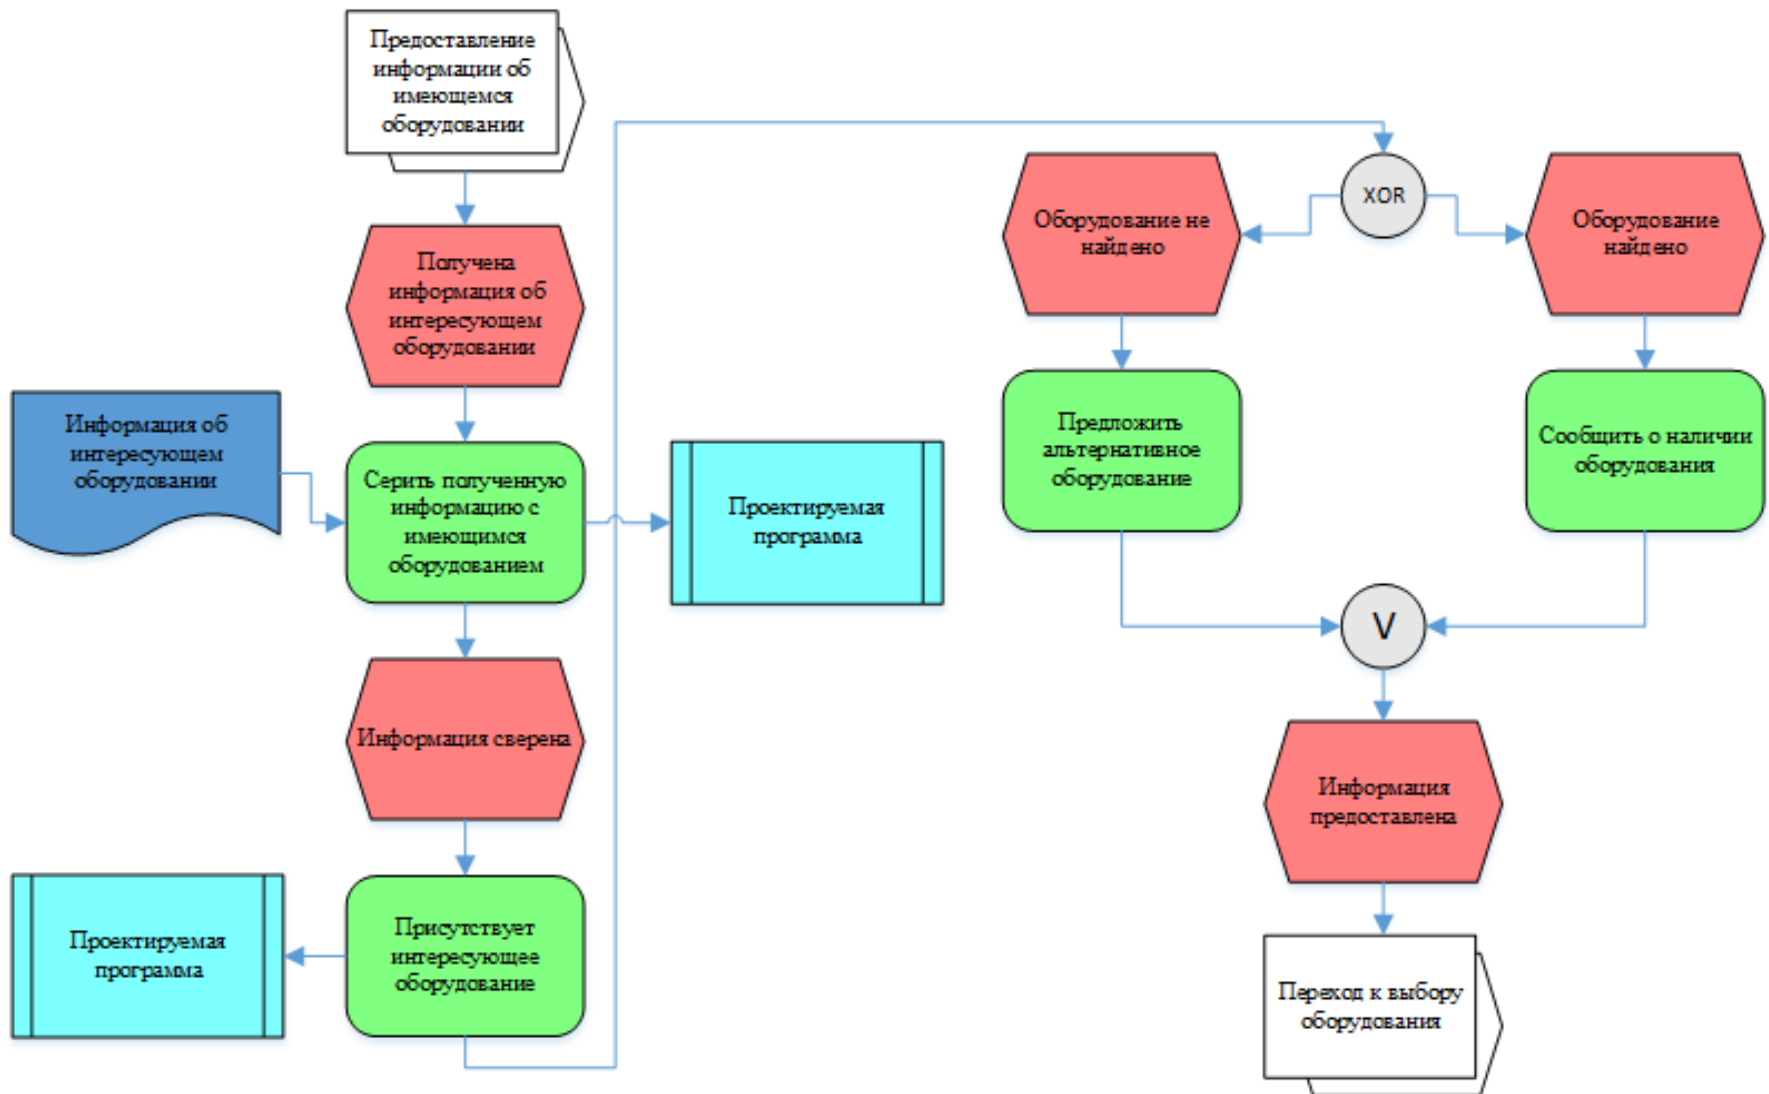 Предоставление
информации об
имеющемся
оборудовании
Получена
информация об
интересующем
оборудовании
Информация об
интересующем
оборудовании
Серить полученную
информацию с
имеющимся
оборудованием
Проектируемая
программа
Информация сверена
Проектируемая
программа
Присутствует
интересующее
оборудование
XOR
Оборудование не
найдено
Оборудование
найдено
Предложить
альтернативное
оборудование
Сообщить о наличии
оборудования
V
Информация
предоставлена
Переход к выбору
оборудования